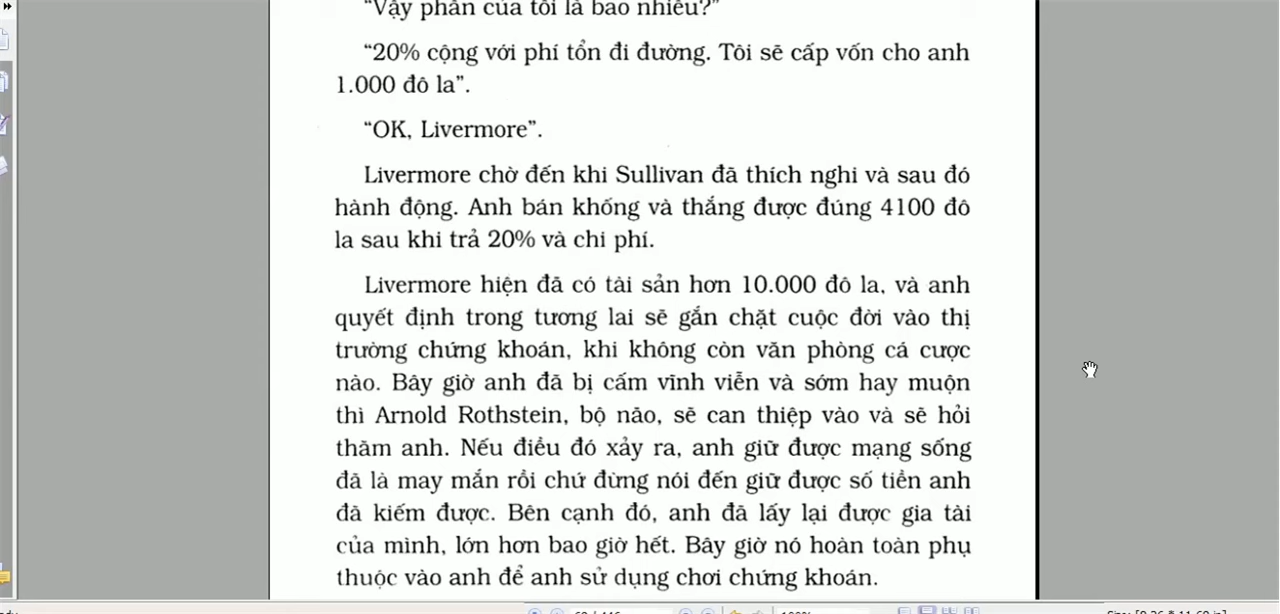 “Vậy phần của tôi là bao nhiêu?”
“20% cộng với phí tổn đi đường. Tôi sẽ cấp vốn cho anh
1.000 đô la”.
“OK, Livermore”.
Livermore chờ đến khi Sullivan đã thích nghi và sau đó
hành động. Anh bán khống và thắng được đúng 4100 đô
la sau khi trả 20% và chi phí.
Livermore hiện đã có tài sản hơn 10.000 đô la, và anh
quyết định trong tương lai sẽ gắn chặt cuộc đời vào thị
trường chứng khoán, khi không còn văn phòng cá cược
nào. Bây giờ anh đã bị cấm vĩnh viễn và sớm hay muộn
thì Arnold Rothstein, bộ não, sẽ can thiệp vào và sẽ hỏi
thăm anh. Nếu điều đó xảy ra, anh giữ được mạng sống
đã là may mắn rồi chứ đừng nói đến giữ được số tiền anh
đã kiếm được. Bên cạnh đó, anh đã lấy lại được gia tài
của mình, lớn hơn bao giờ hết. Bây giờ nó hoàn toàn phụ
thuộc vào anh để anh sử dụng chơi chứng khoán.